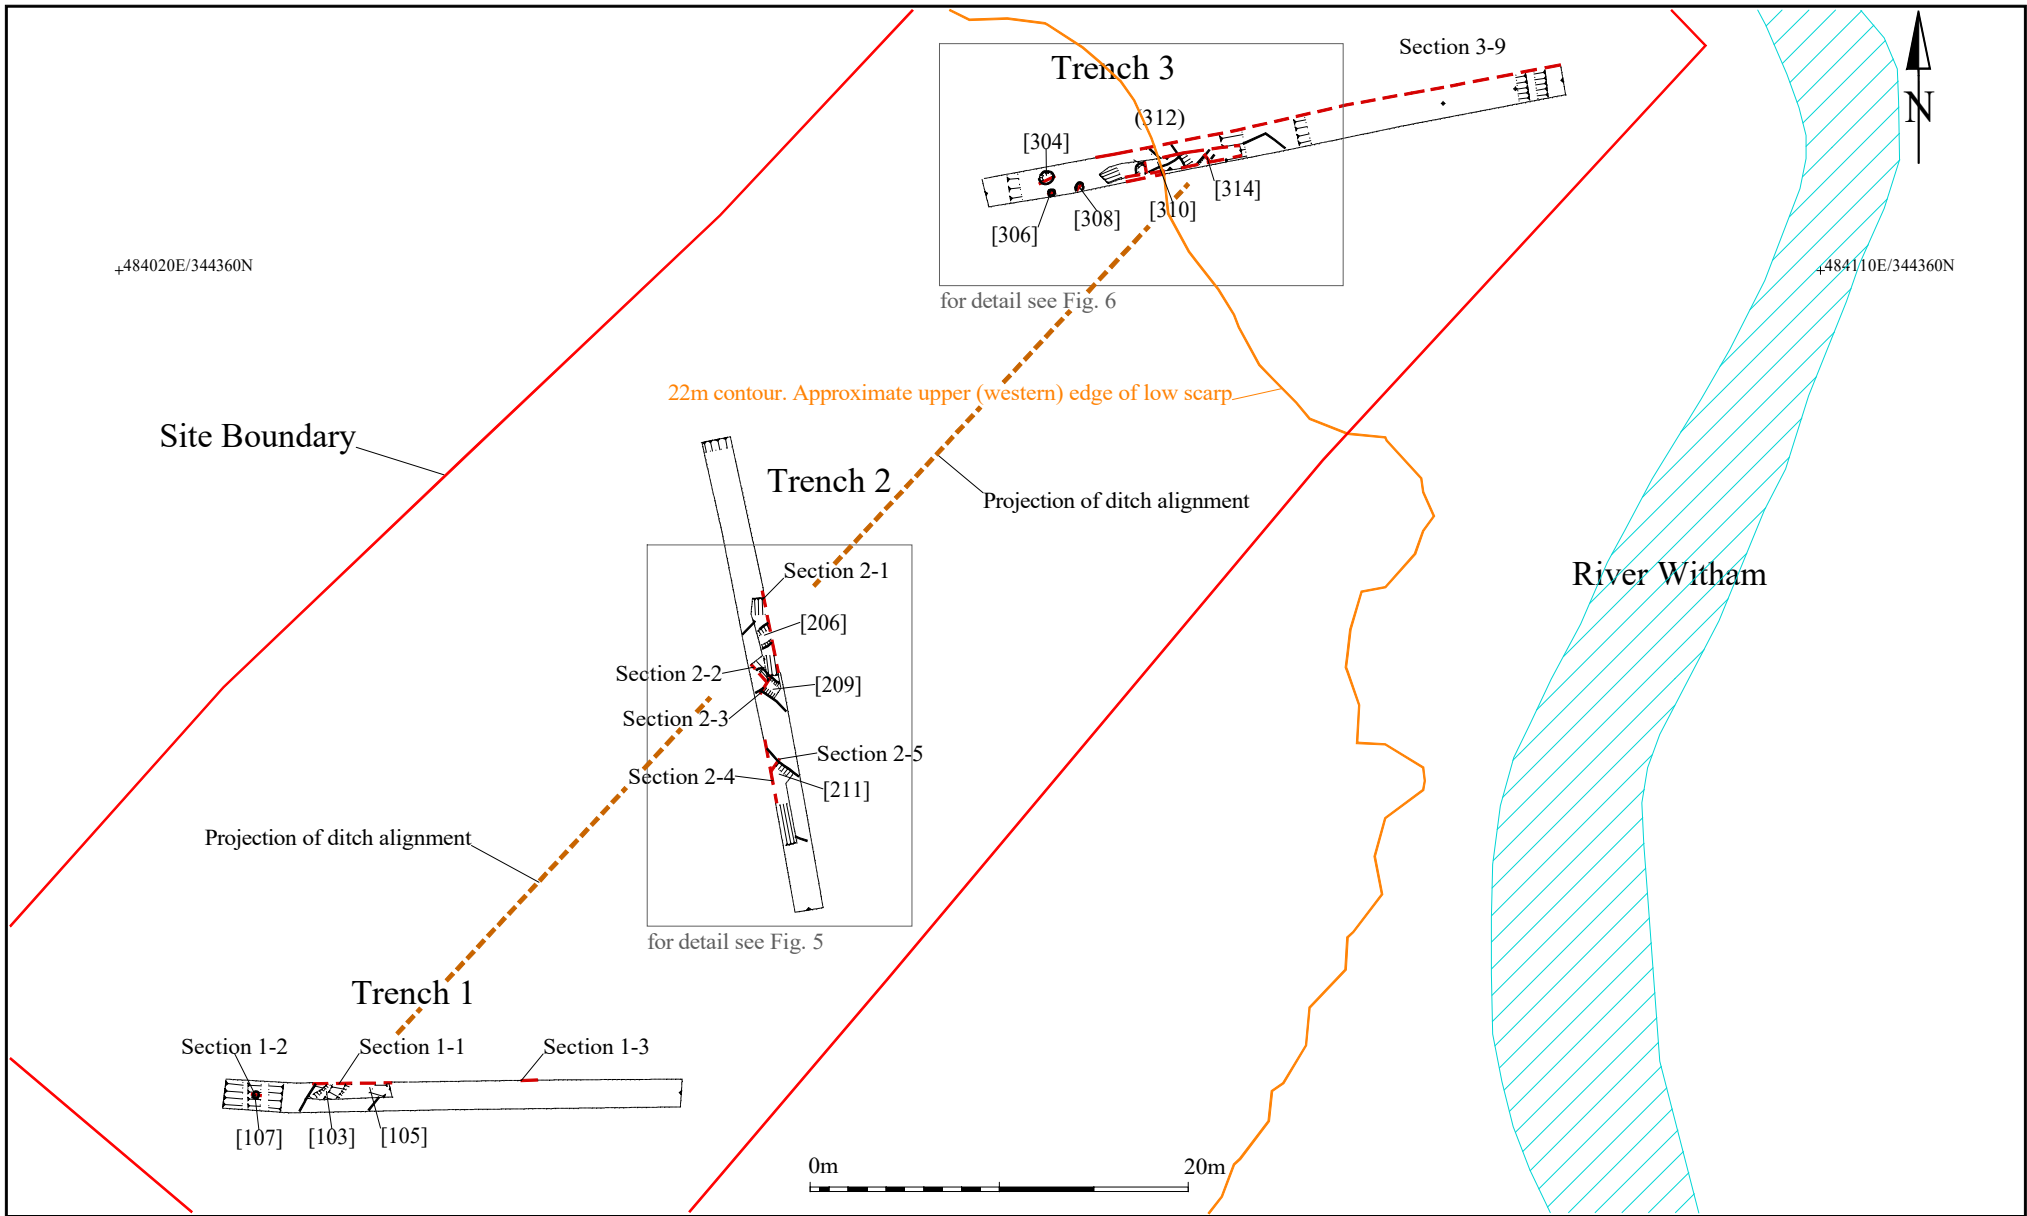 Section 3-9
Trench 3
N
(312)
[304]
[314]
[310]
[308]
[306]
484020E/344360N
484110E/344360N
for detail see Fig. 6
22m contour. Approximate upper (western) edge of low scarp
Site Boundary
Trench 2
Projection of ditch alignment
Section 2-1
River Witham
[206]
Section 2-2
[209]
Section 2-3
Section 2-5
Section 2-4
[211]
Projection of ditch alignment
for detail see Fig. 5
Trench 1
Section 1-2
Section 1-1
Section 1-3
[107]
[103]
[105]
0m
20m